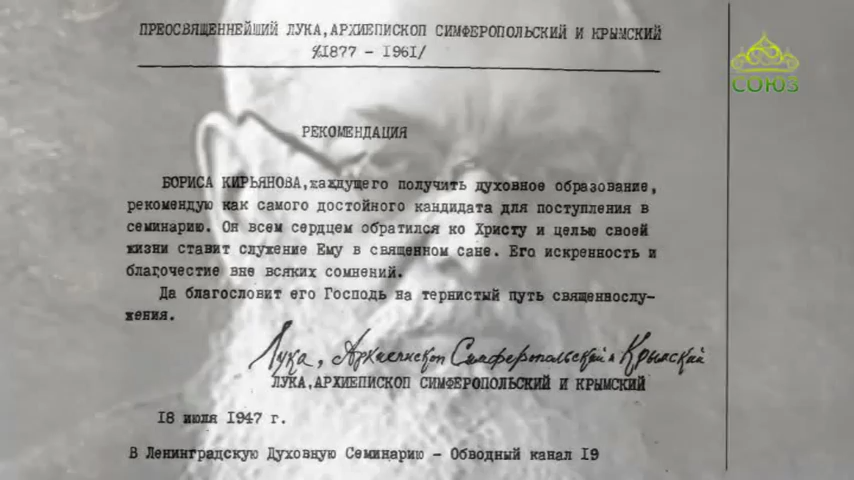 ПРЕОСВЯЩЕННЕЙШИЙ ЛУКА, АРХИЕПИСКОП СИМФЕРОПОЛЬСКИЙ И КРЫМСКИЙ
%1877 - 1961/
СОЮЗ
РЕКОМЕНДАЦИЯ
БОРИСА КИРЬЯНОВА, каждущего получить духовное образование,
рекомендую как самого достойного кандидата для поступления в
семинарию. Он всем сердцем обратился ко Христу и целью своей
жизни ставит служение Ему в священном сане. Его искренность и
благочестие вне всяких сомнений.
Да благословит его Господь на тернистый путь священнослу-
жения.
Лука, Архиепископ Симферопольский и Крымский
ЛУКА, АРХИЕПИСКОП СИМФЕРОПОЛЬСКИЙ И КРЫМСКИЙ
18 июля 1947 г.
В Ленинградскую Духовную Семинарию - Обводный канал 19